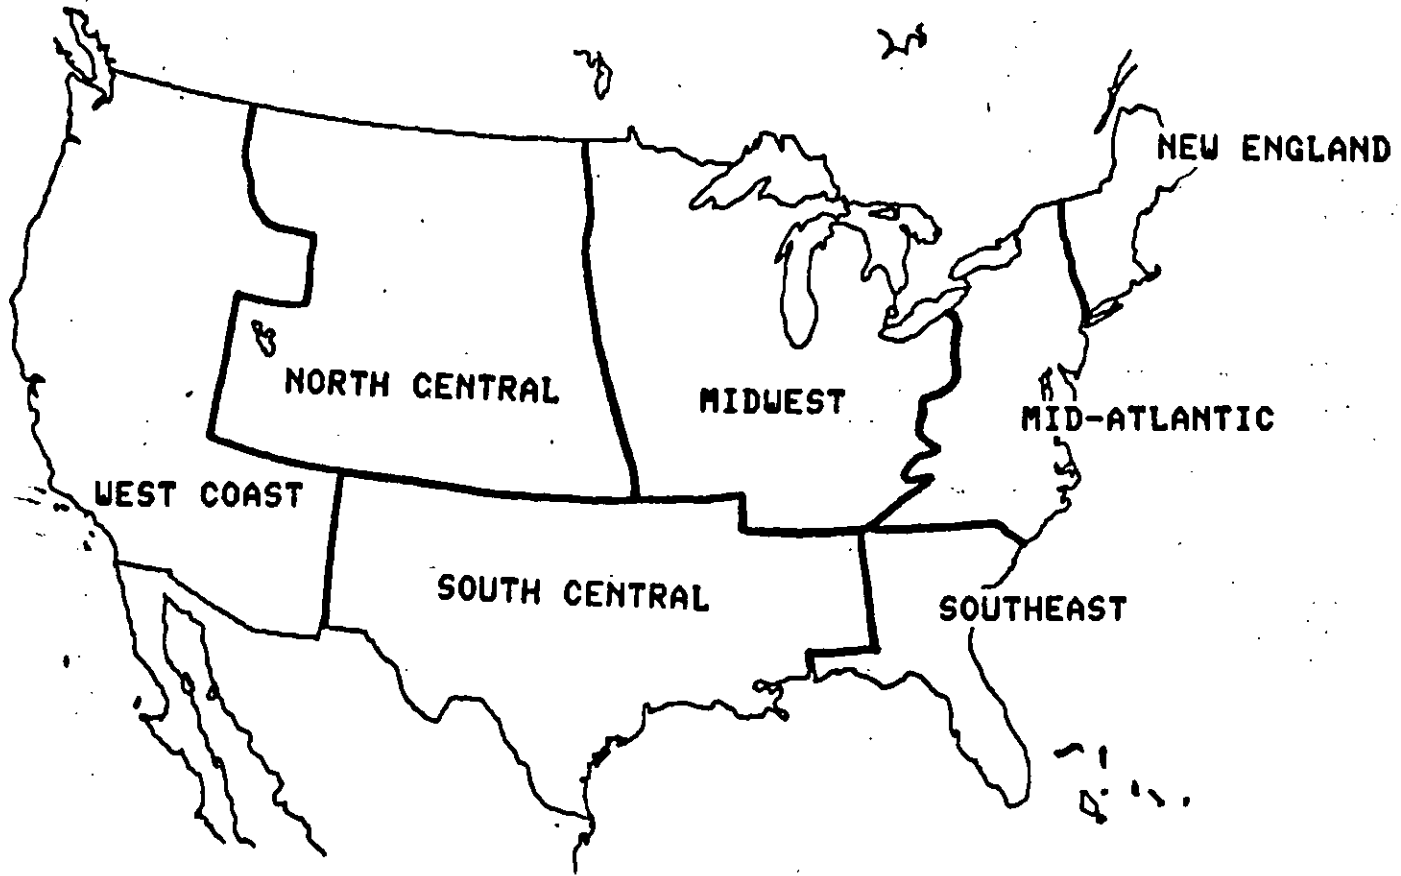 NEW ENGLAND
NORTH CENTRAL
MIDWEST
MID-ATLANTIC
WEST COAST
SOUTH CENTRAL
SOUTHEAST